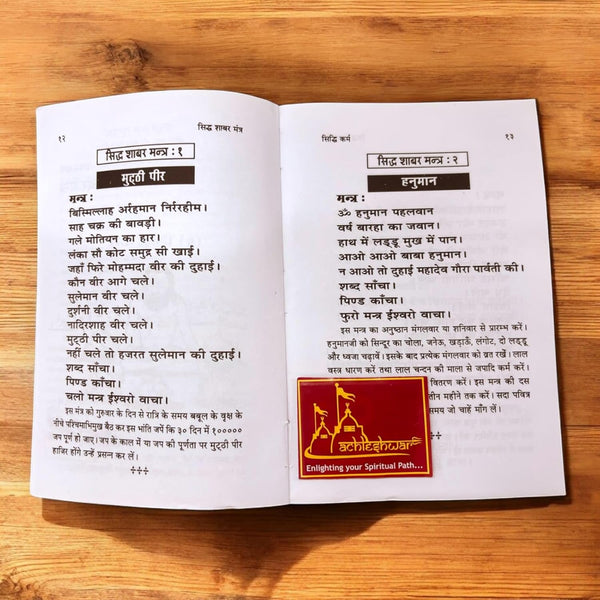 १२
सिद्ध शाबर मंत्र
सिद्ध शाबर मन्त्र : १
मुट्ठी पीर
मन्त्र :
बिस्मिल्लाह अर्रहमान निर्ररहीम।
साह चक्र की बावड़ी।
गले मोतियन का हार।
लंका सौ कोट समुद्र सी खाई।
जहाँ फिरे मोहम्मदा वीर की दुहाई।
कौन वीर आगे चले।
सुलेमान वीर चले।
दुर्शनी वीर चले।
नादिरशाह वीर चले।
मुट्ठी पीर चले।
नहीं चले तो हजरत सुलेमान की दुहाई।
शब्द साँचा।
पिण्ड काँचा।
चलो मन्त्र ईश्वरो वाचा।
इस मंत्र को गुरुवार के दिन से रात्रि के समय बबूल के वृक्ष के
नीचे पश्चिमाभिमुख बैठ कर इस भांति जपें कि ३० दिन में १०००००
जप पूर्ण हो जाए। जप के काल में या जप की पूर्णता पर मुट्ठी पीर
हाजिर होंगे उन्हें प्रसन्न कर लें।
✢✢✢
सिद्धि कर्म
१३
सिद्ध शाबर मन्त्र : २
हनुमान
मन्त्र :
ॐ हनुमान पहलवान
वर्ष बारहा का जवान।
हाथ में लड्डू मुख में पान।
आओ आओ बाबा हनुमान।
न आओ तो दुहाई महादेव गौरा पार्वती की।
शब्द साँचा।
पिण्ड काँचा।
फुरो मन्त्र ईश्वरो वाचा।
इस मन्त्र का अनुष्ठान मंगलवार या शनिवार से प्रारम्भ करें।
हनुमानजी को सिन्दूर का चोला, जनेऊ, खड़ाऊँ, लंगोट, दो लड्डू
और ध्वजा चढ़ावें। इसके बाद प्रत्येक मंगलवार को व्रत रखें। लाल
वस्त्र धारण करें तथा लाल चन्दन की माला से जपादि कर्म करें।
वितरण करें। इस मन्त्र की दस
तीन महीने तक करें। सदा पवित्र
समय जो चाहें माँग लें।
achleshwar
Enlighting your Spiritual Path...